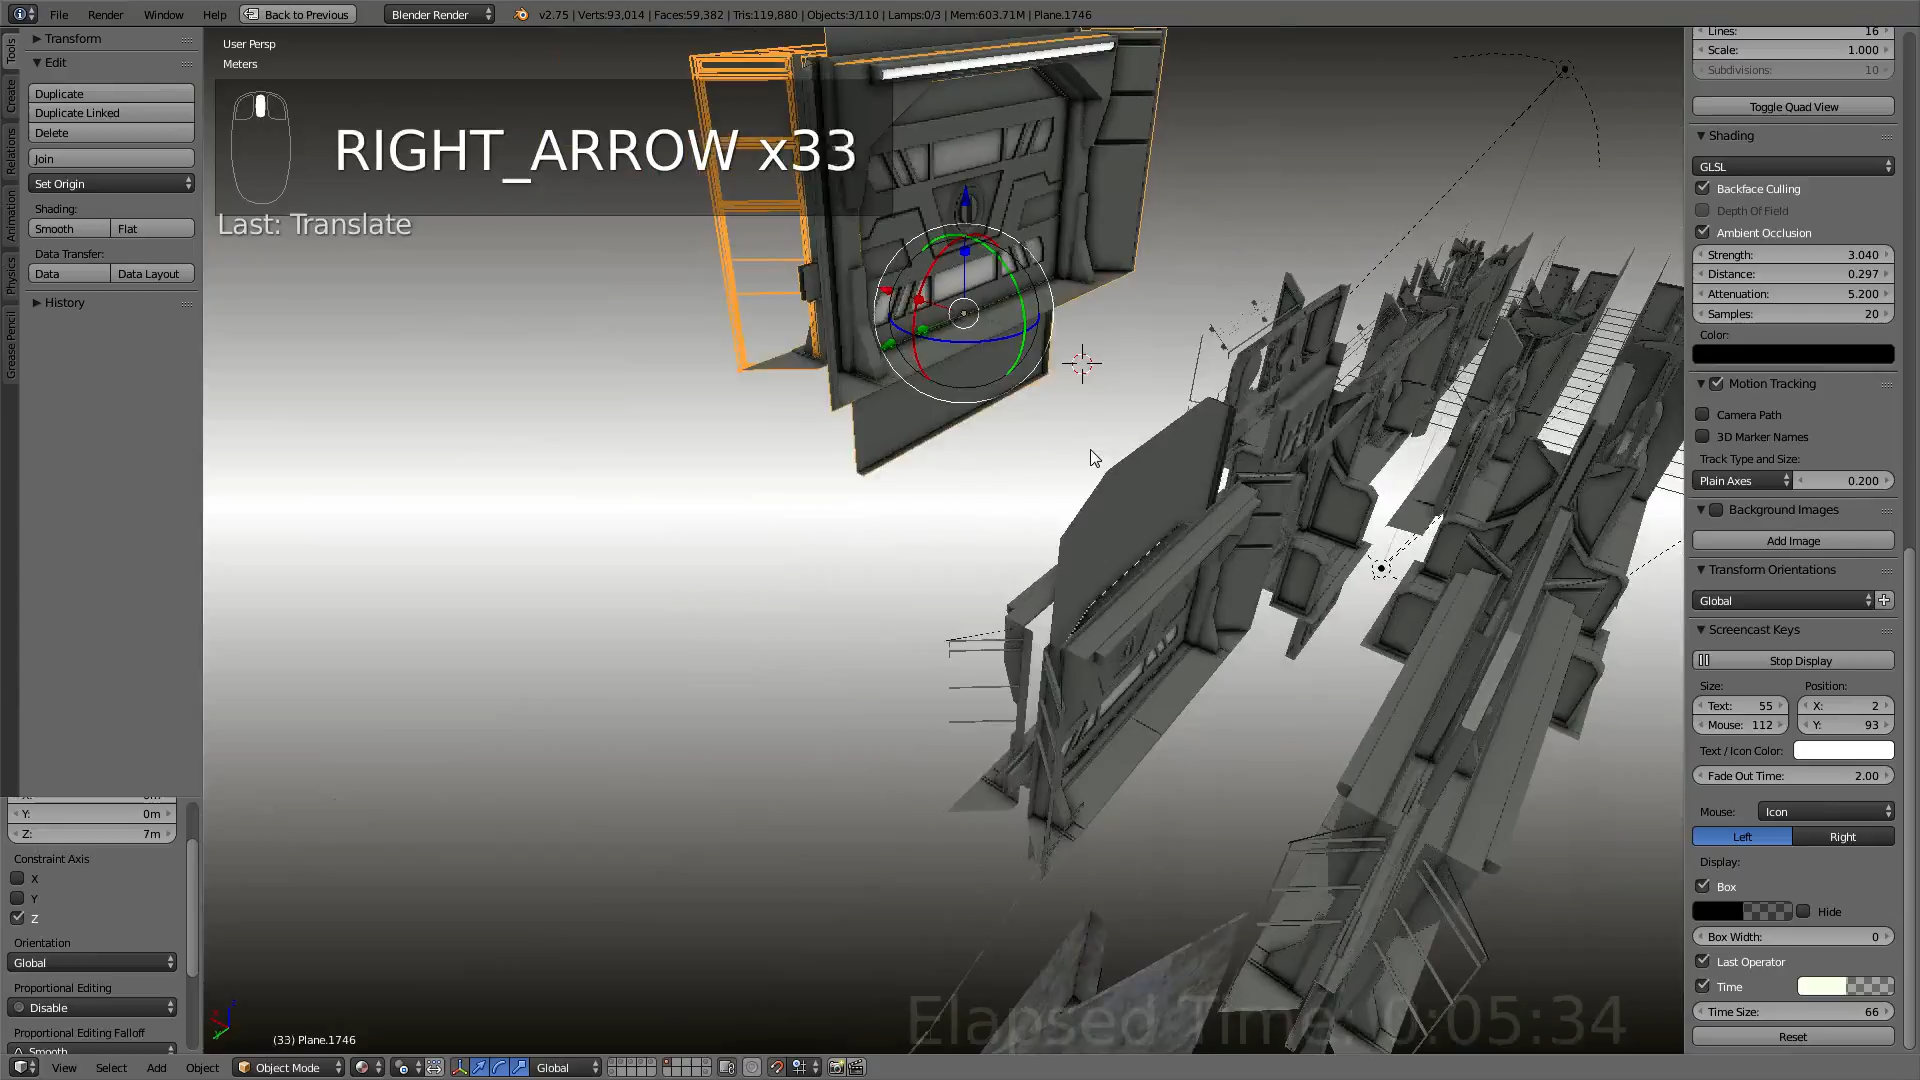 File
Render
Window
Help
Back to Previous
Blender Render
v2.75 | Verts:93,014 | Faces:59,382 | Tris:119,880 | Objects:3/110 | Lamps:0/3 | Mem:603.71M | Plane.1746
Tools
Create
Relations
Animation
Physics
Grease Pencil
Transform
Edit
Duplicate
Duplicate Linked
Delete
Join
Set Origin
Shading:
Smooth
Flat
Data Transfer:
Data
Data Layout
History
Y: 0m
Z: 7m
Constraint Axis
X
Y
Z
Orientation
Global
Proportional Editing
Disable
Proportional Editing Falloff
Smooth
User Persp
Meters
RIGHT_ARROW x33
Last: Translate
Elapsed Time: 0:05:34
(33) Plane.1746
View
Select
Add
Object
Object Mode
Global
Lines: 16
Scale: 1.000
Subdivisions: 10
Toggle Quad View
Shading
GLSL
Backface Culling
Depth Of Field
Ambient Occlusion
Strength: 3.040
Distance: 0.297
Attenuation: 5.200
Samples: 20
Color:
Motion Tracking
Camera Path
3D Marker Names
Track Type and Size:
Plain Axes
0.200
Background Images
Add Image
Transform Orientations
Global
Screencast Keys
Stop Display
Size:
Position:
Text: 55
X: 2
Mouse: 112
Y: 93
Text / Icon Color:
Fade Out Time: 2.00
Mouse:
Icon
Left
Right
Display:
Box
Hide
Box Width: 0
Last Operator
Time
Time Size: 66
Reset